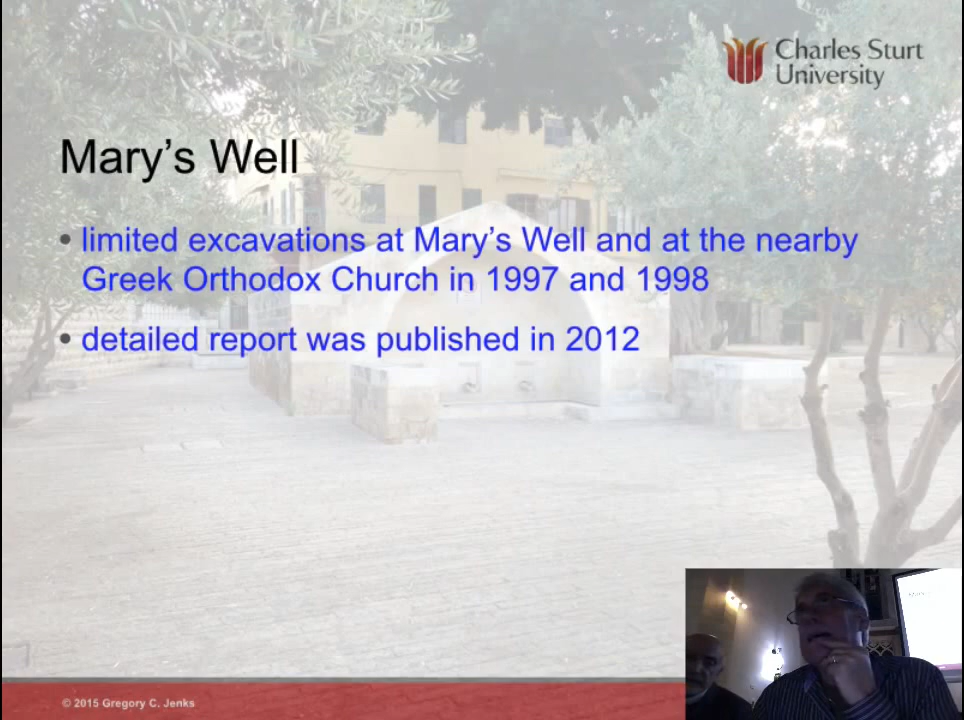 Charles Sturt
University
Mary's Well
• limited excavations at Mary's Well and at the nearby
Greek Orthodox Church in 1997 and 1998
• detailed report was published in 2012
© 2015 Gregory C. Jenks